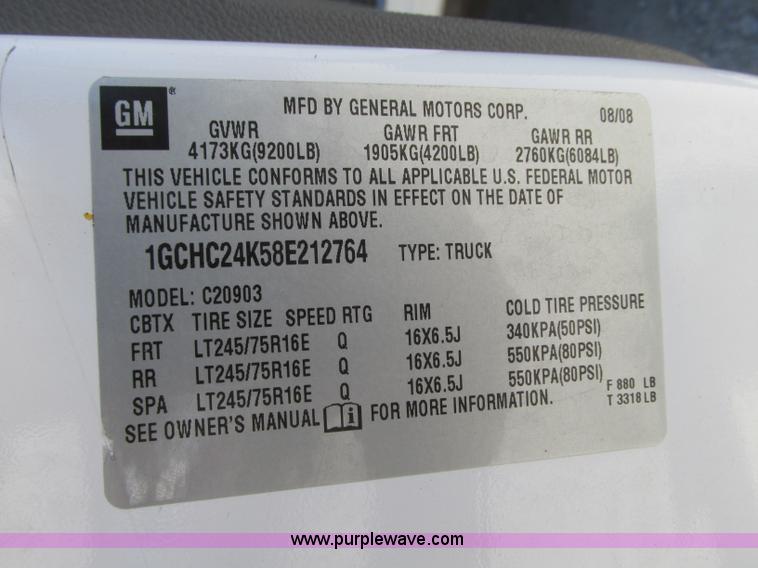 GM ® MFD BY GENERAL MOTORS CORP. 08/08
GVWR GAWR FRT GAWR RR
4173KG(9200LB) 1905KG(4200LB) 2760KG(6084LB)
THIS VEHICLE CONFORMS TO ALL APPLICABLE U.S. FEDERAL MOTOR
VEHICLE SAFETY STANDARDS IN EFFECT ON THE DATE OF
MANUFACTURE SHOWN ABOVE.
1GCHC24K58E212764 TYPE: TRUCK
MODEL: C20903
CBTX TIRE SIZE SPEED RTG RIM COLD TIRE PRESSURE
FRT LT245/75R16E Q 16X6.5J 340KPA(50PSI)
RR LT245/75R16E Q 16X6.5J 550KPA(80PSI)
SPA LT245/75R16E Q 16X6.5J 550KPA(80PSI) F 880 LB
T 3318 LB
SEE OWNER'S MANUAL i FOR MORE INFORMATION.
www.purplewave.com